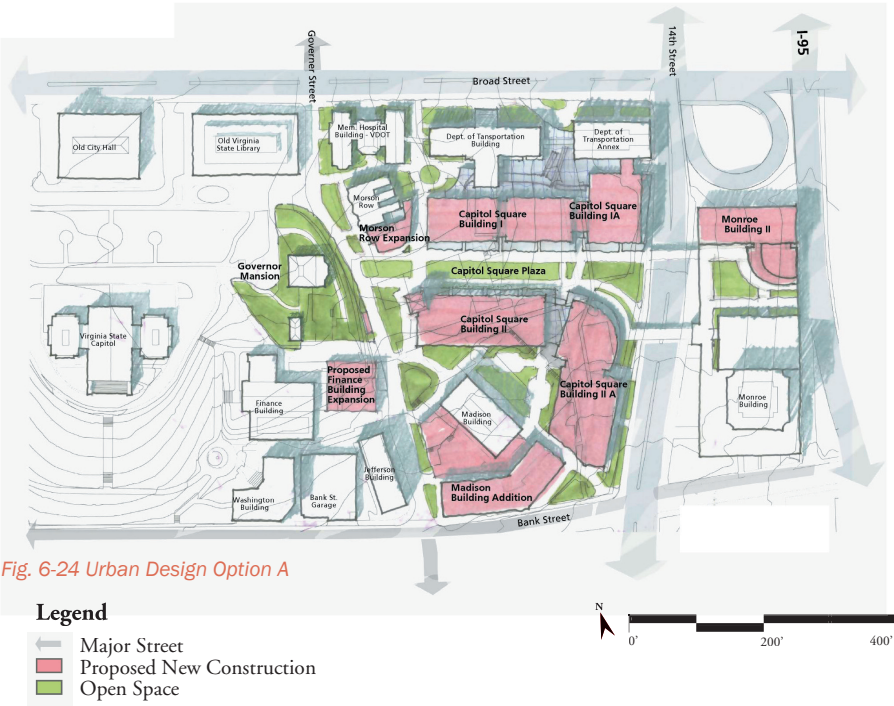 Governer Street
14th Street
I-95
Broad Street
Old City Hall
Old Virginia
State Library
Mem. Hospital
Building - VDOT
Dept. of Tansportation
Building
Dept. of
Transportation
Annex
Morson
Row
Morson
Row Expansion
Capitol Square
Building I
Capitol Square
Building IA
Monroe
Building II
Governor
Mansion
Capitol Square Plaza
Virginia State
Capitol
Capitol Square
Building II
Proposed
Finance
Building
Expansion
Capitol Square
Building II A
Finance
Building
Madison
Building
Monroe
Building
Jefferson
Building
Washington
Building
Bank St.
Garage
Madison
Building Addition
Bank Street
Fig. 6-24 Urban Design Option A
Legend
Major Street
Proposed New Construction
Open Space
N
0'
200'
400'